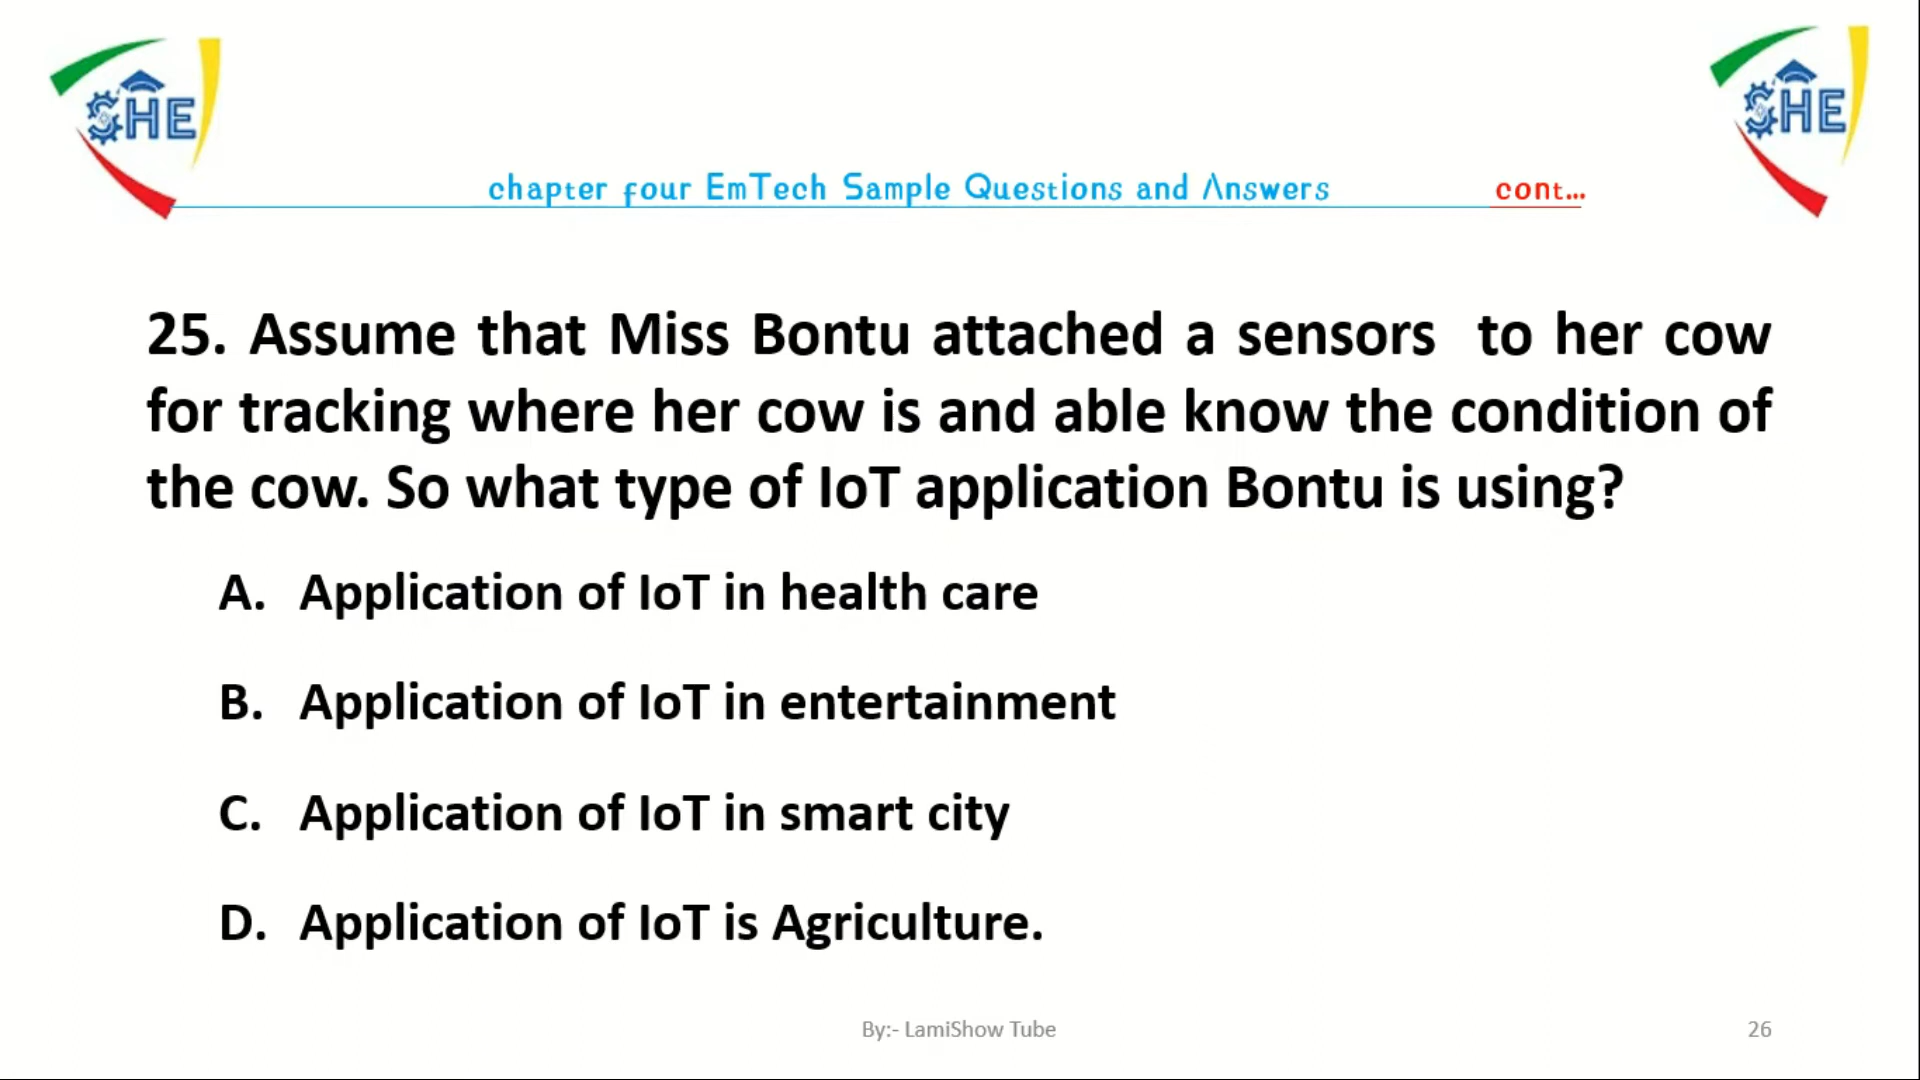 SHE
SHE
chapter four EmTech Sample Questions and Answers cont...
25. Assume that Miss Bontu attached a sensors to her cow
for tracking where her cow is and able know the condition of
the cow. So what type of IoT application Bontu is using?
A. Application of IoT in health care
B. Application of IoT in entertainment
C. Application of IoT in smart city
D. Application of IoT is Agriculture.
By:- LamiShow Tube 26